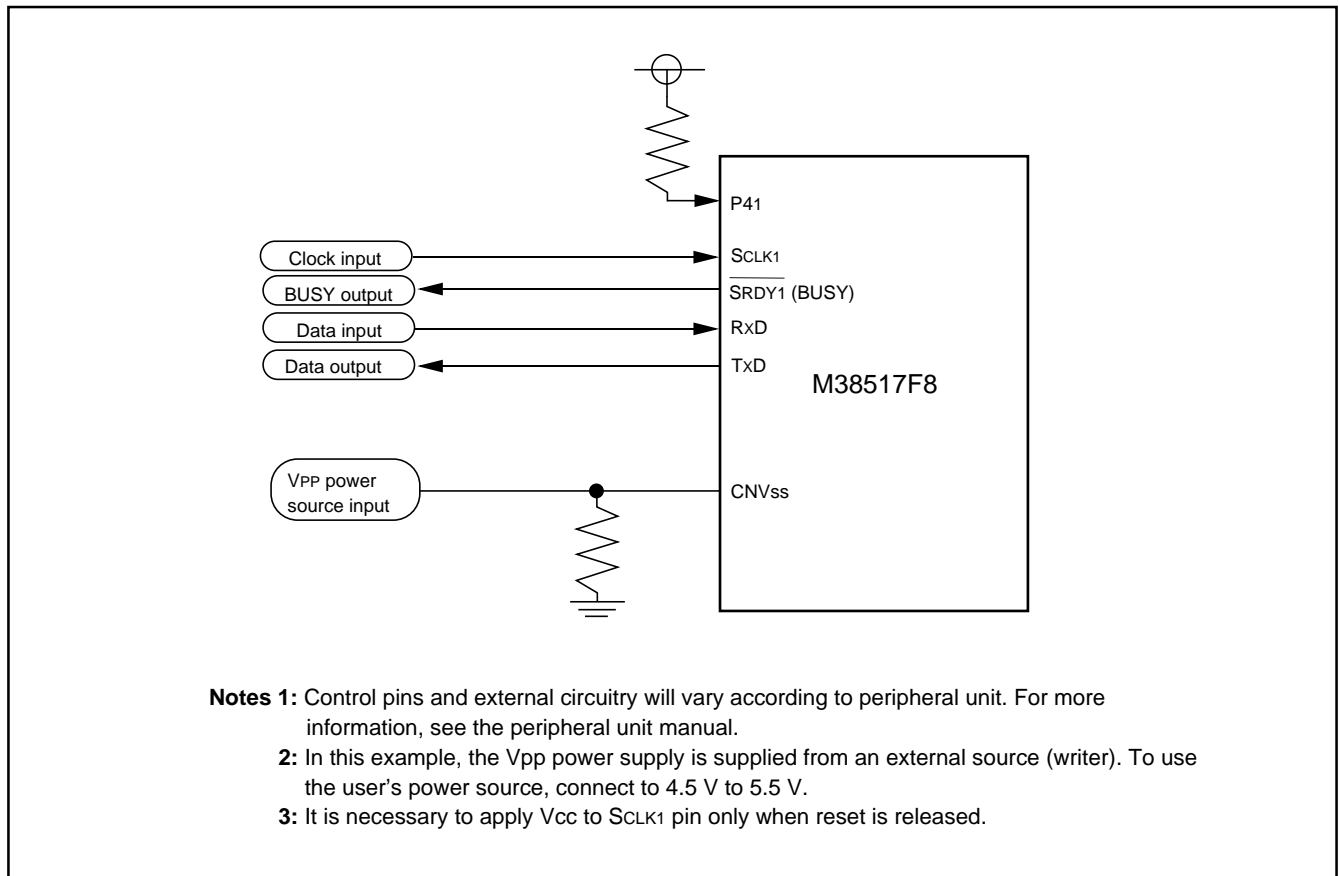 P41
Clock input
SCLK1
BUSY output
SRDY1 (BUSY)
Data input
RXD
Data output
TXD
M38517F8
VPP power
source input
CNVss
Notes 1: Control pins and external circuitry will vary according to peripheral unit. For more
information, see the peripheral unit manual.
2: In this example, the Vpp power supply is supplied from an external source (writer). To use
the user's power source, connect to 4.5 V to 5.5 V.
3: It is necessary to apply Vcc to SCLK1 pin only when reset is released.